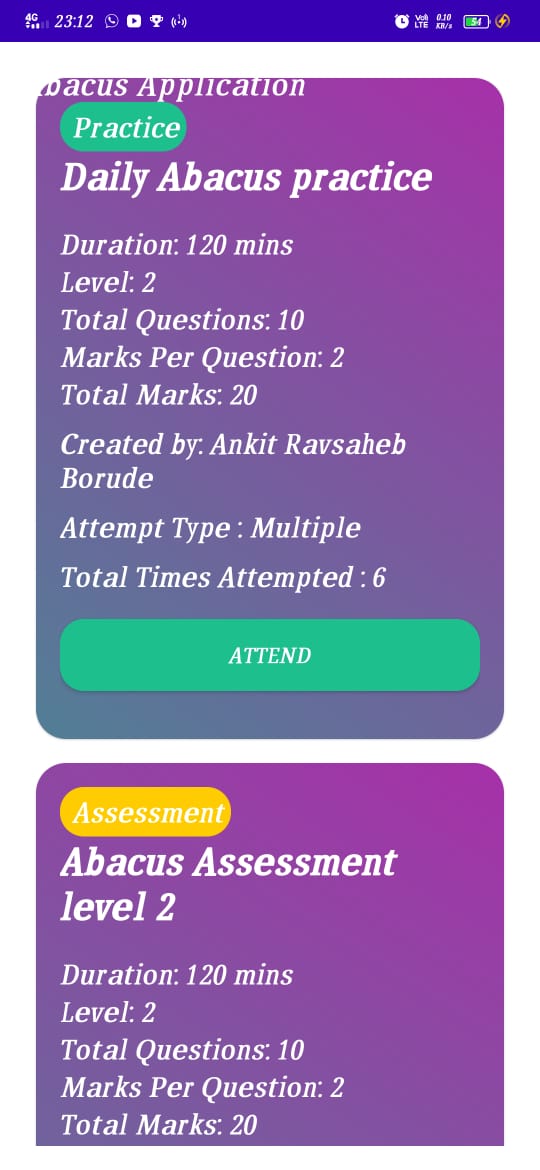 4G 23:12 Vo) LTE 0.10 KB/s 54
Abacus Application
Practice
Daily Abacus practice
Duration: 120 mins
Level: 2
Total Questions: 10
Marks Per Question: 2
Total Marks: 20
Created by: Ankit Ravsaheb
Borude
Attempt Type : Multiple
Total Times Attempted : 6
ATTEND
Assessment
Abacus Assessment
level 2
Duration: 120 mins
Level: 2
Total Questions: 10
Marks Per Question: 2
Total Marks: 20